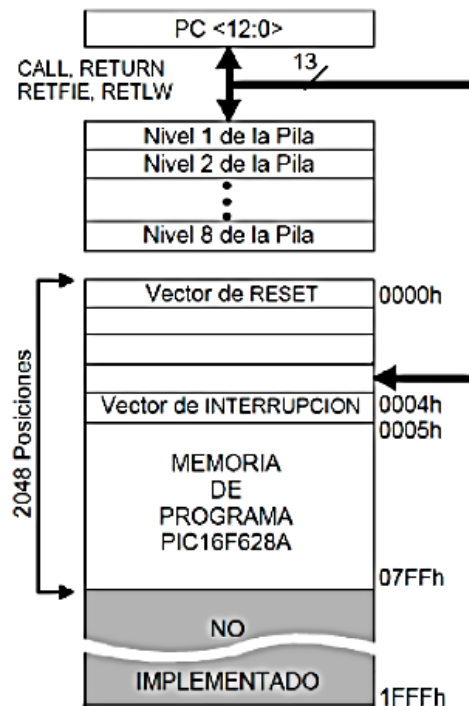 PC <12:0>
CALL, RETURN
RETFIE, RETLW
13
Nivel 1 de la Pila
Nivel 2 de la Pila
Nivel 8 de la Pila
Vector de RESET
0000h
Vector de INTERRUPCION
0004h
0005h
2048 Posiciones
MEMORIA
DE
PROGRAMA
PIC16F628A
07FFh
NO
IMPLEMENTADO
1FFFh